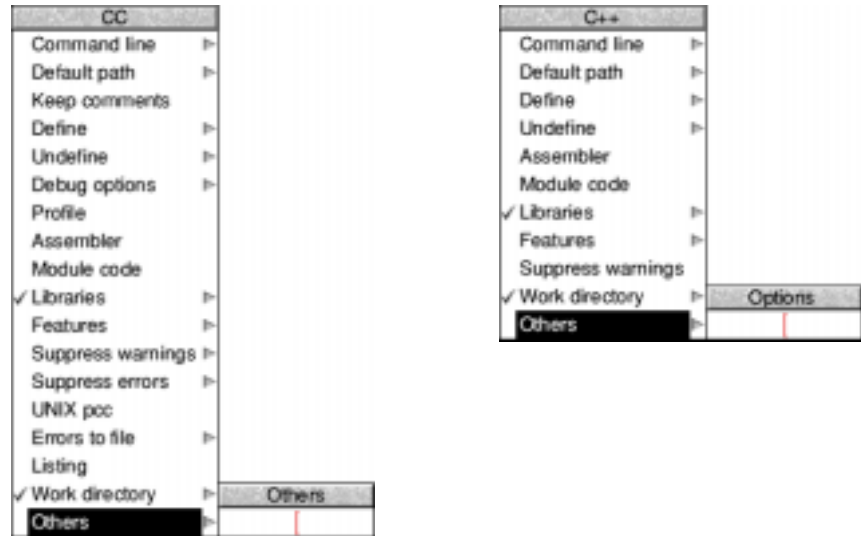 CC
Command line
Default path
Keep comments
Define
Undefine
Debug options
Profile
Assembler
Module code
✓ Libraries
Features
Suppress warnings
Suppress errors
UNIX pcc
Errors to file
Listing
✓ Work directory
Others
Others
C++
Command line
Default path
Define
Undefine
Assembler
Module code
✓ Libraries
Features
Suppress warnings
✓ Work directory
Options
Others